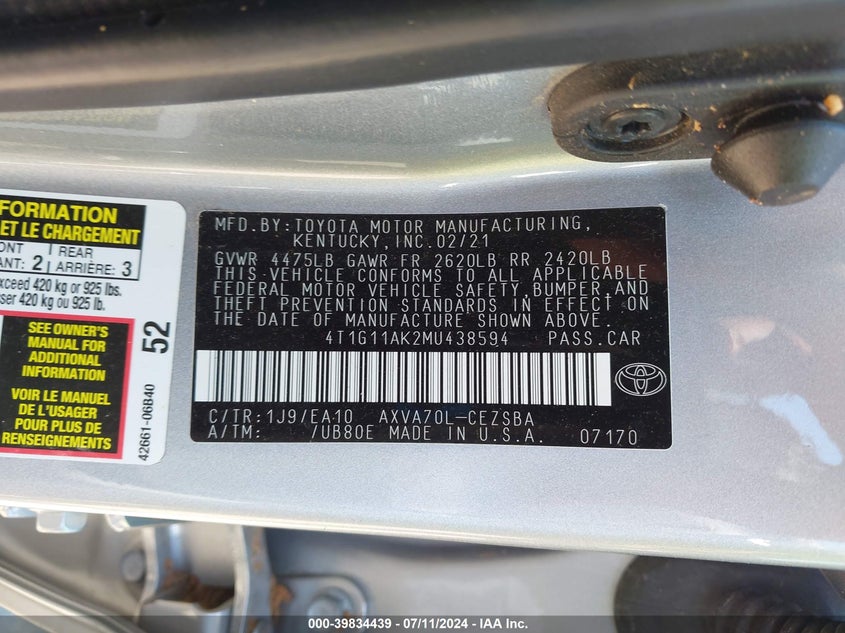 FORMATION
ET LE CHARGEMENT
REAR
ANT: 2 ARRIÈRE: 3
xceed 420 kg or 925 lbs.
ser 420 kg ou 925 lb.
SEE OWNER'S
MANUAL FOR
ADDITIONAL
INFORMATION
VOIR LE MANUEL
DE L'USAGER
POUR PLUS DE
RENSEIGNEMENTS
52
42661-06B40
MFD.BY:TOYOTA MOTOR MANUFACTURING,
KENTUCKY,INC.02/21
GVWR 4475LB GAWR FR 2620LB RR 2420LB
THIS VEHICLE CONFORMS TO ALL APPLICABLE
FEDERAL MOTOR VEHICLE SAFETY,BUMPER AND
THEFT PREVENTION STANDARDS IN EFFECT ON
THE DATE OF MANUFACTURE SHOWN ABOVE.
4T1G11AK2MU438594 PASS.CAR
C/TR:1J9/EA10 AXVA70L-CEZSBA
A/TM: /UB80E MADE IN U.S.A. 07170
000-39834439 - 07/11/2024 - IAA Inc.